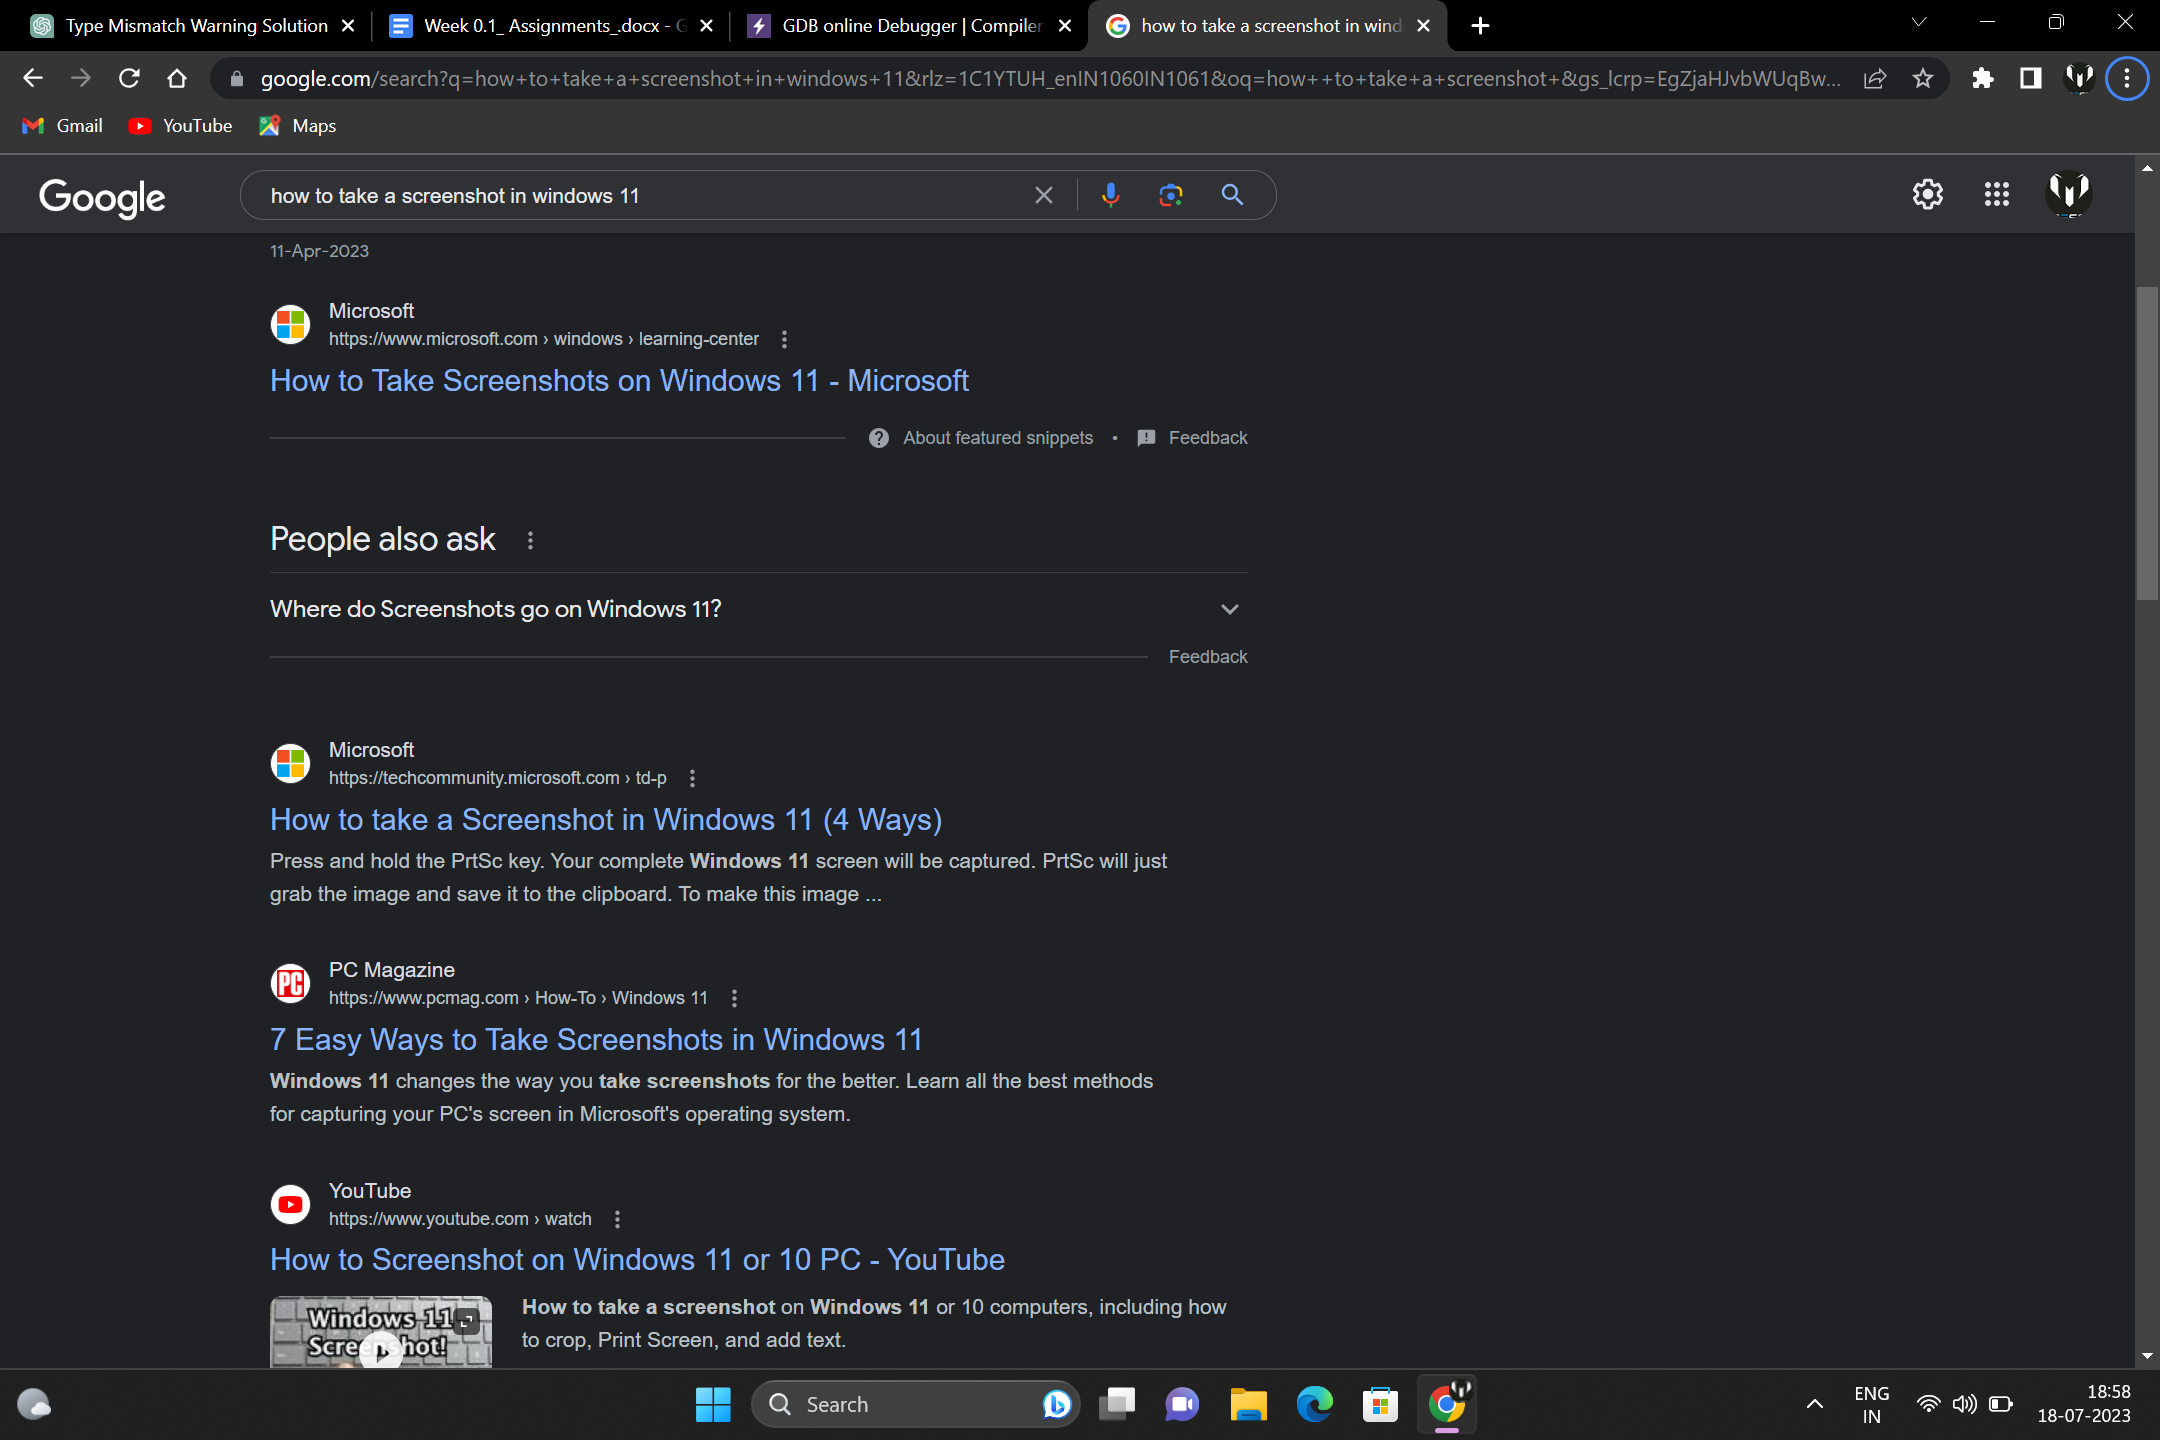 Type Mismatch Warning Solution
Week 0.1_ Assignments_.docx - G
GDB online Debugger | Compiler
how to take a screenshot in wind
google.com/search?q=how+to+take+a+screenshot+in+windows+11&rlz=1C1YTUH_enIN1060IN1061&oq=how++to+take+a+screenshot+&gs_lcrp=EgZjaHJvbWUqBw...
Gmail
YouTube
Maps
Google
how to take a screenshot in windows 11
11-Apr-2023
Microsoft
https://www.microsoft.com › windows › learning-center
How to Take Screenshots on Windows 11 - Microsoft
About featured snippets • Feedback
People also ask
Where do Screenshots go on Windows 11?
Feedback
Microsoft
https://techcommunity.microsoft.com › td-p
How to take a Screenshot in Windows 11 (4 Ways)
Press and hold the PrtSc key. Your complete Windows 11 screen will be captured. PrtSc will just
grab the image and save it to the clipboard. To make this image ...
PC
PC Magazine
https://www.pcmag.com › How-To › Windows 11
7 Easy Ways to Take Screenshots in Windows 11
Windows 11 changes the way you take screenshots for the better. Learn all the best methods
for capturing your PC's screen in Microsoft's operating system.
YouTube
https://www.youtube.com › watch
How to Screenshot on Windows 11 or 10 PC - YouTube
Windows 11
Screenshot!
How to take a screenshot on Windows 11 or 10 computers, including how
to crop, Print Screen, and add text.
Search
ENG
IN
18:58
18-07-2023